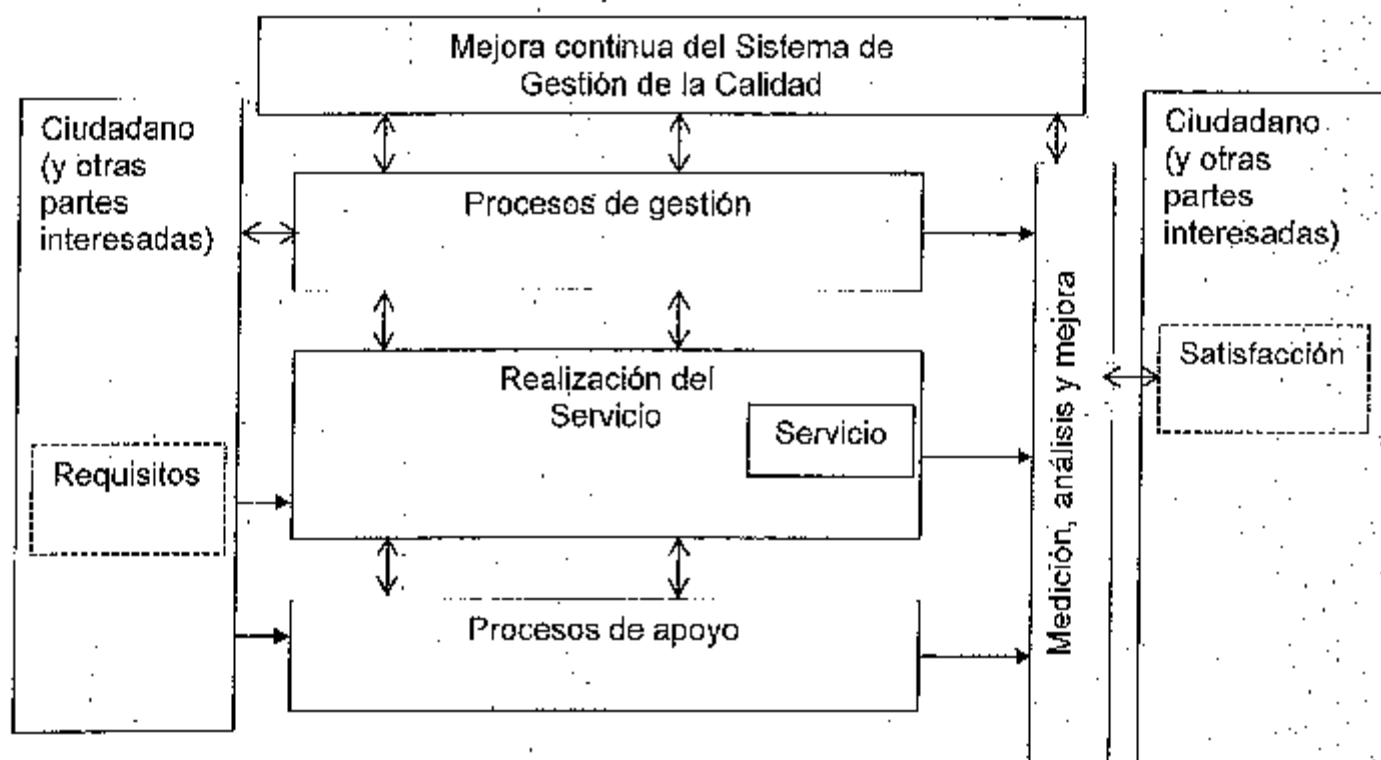 Mejora continua del Sistema de
Gestión de la Calidad
Ciudadano
(y otras
partes
interesadas)
Procesos de gestión
Realización del
Servicio
Servicio
Requisitos
Procesos de apoyo
Medición, análisis y mejora
Ciudadano
(y otras
partes
interesadas)
Satisfacción